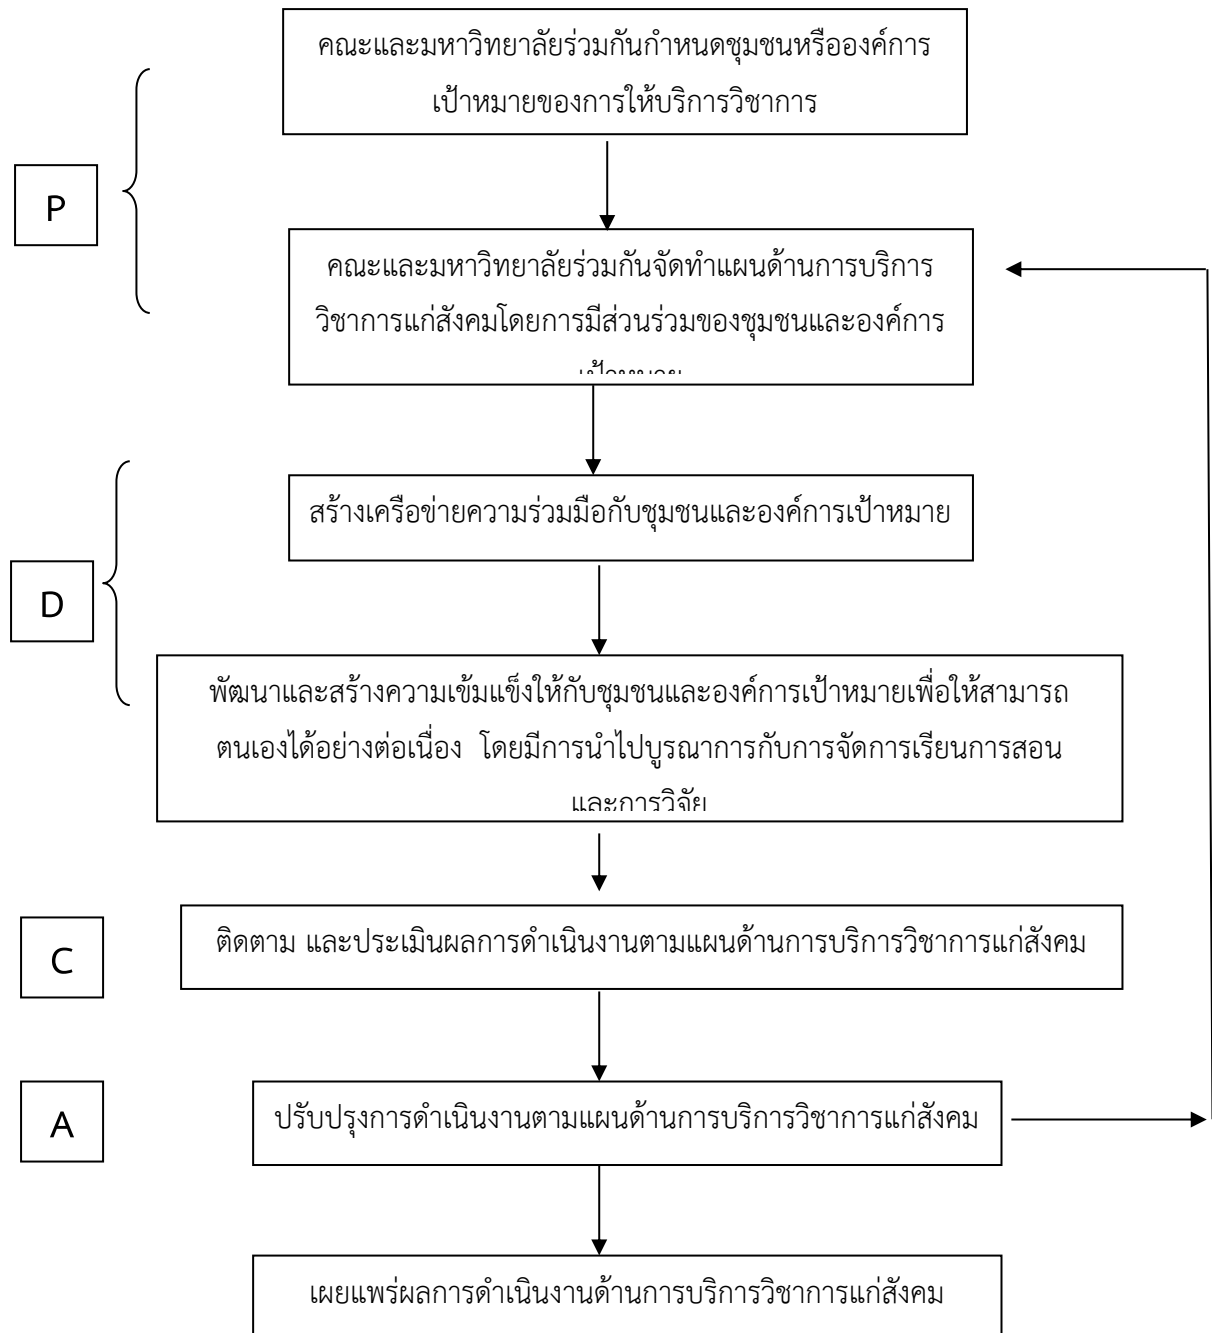 คณะและมหาวิทยาลัยร่วมกันกำหนดชุมชนหรือองค์การ
เป้าหมายของการให้บริการวิชาการ
P
คณะและมหาวิทยาลัยร่วมกันจัดทำแผนด้านการบริการ
วิชาการแก่สังคมโดยการมีส่วนร่วมของชุมชนและองค์การ
เป้าหมาย
สร้างเครือข่ายความร่วมมือกับชุมชนและองค์การเป้าหมาย
D
พัฒนาและสร้างความเข้มแข็งให้กับชุมชนและองค์การเป้าหมายเพื่อให้สามารถ
ตนเองได้อย่างต่อเนื่อง โดยมีการนำไปบูรณาการกับการจัดการเรียนการสอน
และการวิจัย
C
ติดตาม และประเมินผลการดำเนินงานตามแผนด้านการบริการวิชาการแก่สังคม
A
ปรับปรุงการดำเนินงานตามแผนด้านการบริการวิชาการแก่สังคม
เผยแพร่ผลการดำเนินงานด้านการบริการวิชาการแก่สังคม